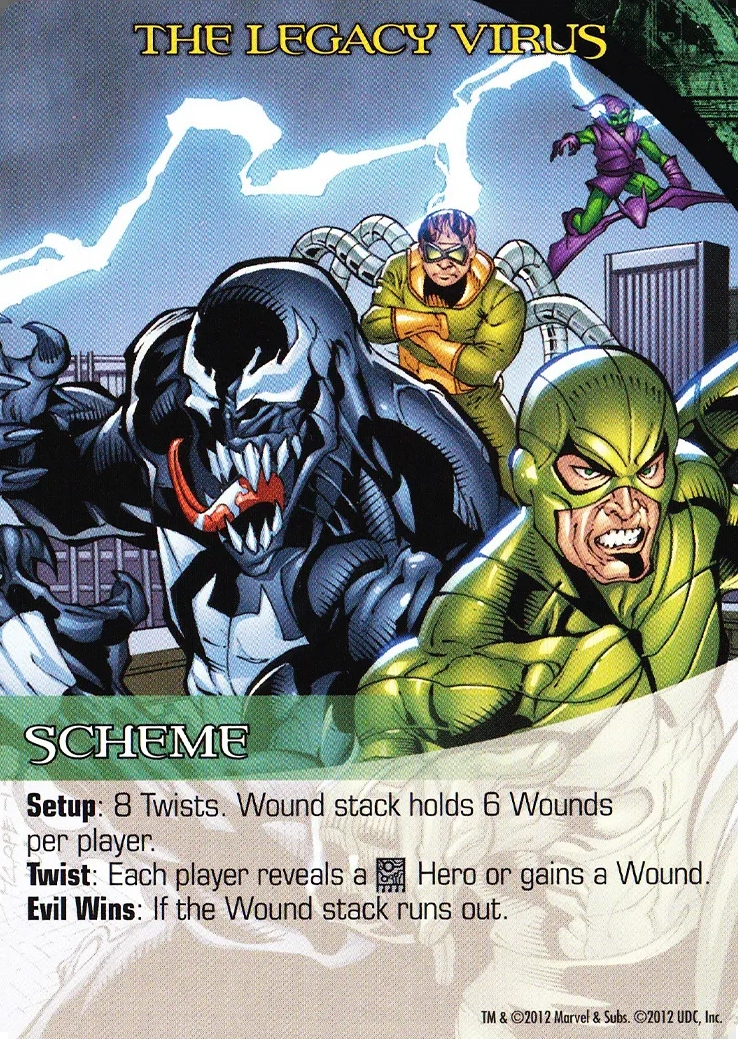 THE LEGACY VIRUS
SCHEME
Setup: 8 Twists. Wound stack holds 6 Wounds
per player.
Twist: Each player reveals a Hero or gains a Wound.
Evil Wins: If the Wound stack runs out.
TM & ©2012 Marvel & Subs. ©2012 UDC, Inc.